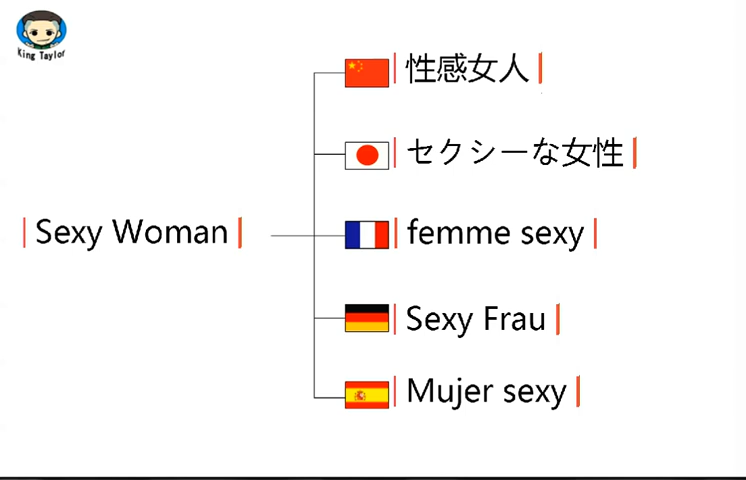 King Taylor
性感女人
セクシーな女性
Sexy Woman
femme sexy
Sexy Frau
Mujer sexy